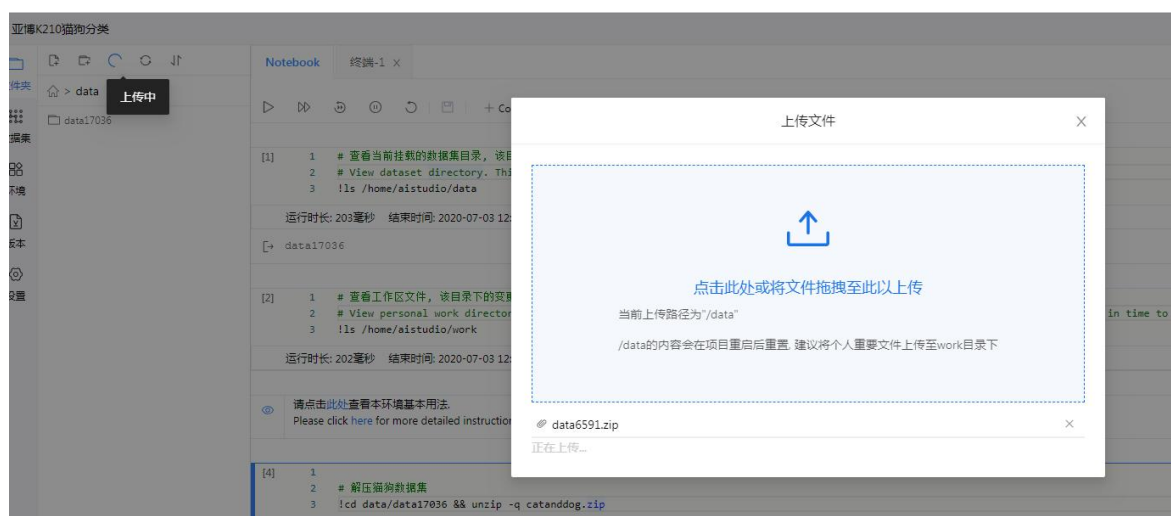 亚博K210猫狗分类
Notebook
终端-1 ×
件夹
> data
上传中
data17036
据集
环境
版本
设置
+ Co
[1]
1 # 查看当前挂载的数据集目录, 该目
2 # View dataset directory. Thi
3 !ls /home/aistudio/data
运行时长: 203毫秒 结束时间: 2020-07-03 12:
data17036
[2]
1 # 查看工作区文件, 该目录下的变更
2 # View personal work director
in time to
3 !ls /home/aistudio/work
运行时长: 202毫秒 结束时间: 2020-07-03 12:
请点击此处查看本环境基本用法.
Please click here for more detailed instruction
[4]
1
2 # 解压猫狗数据集
3 !cd data/data17036 && unzip -q catanddog.zip
上传文件
点击此处或将文件拖拽至此以上传
当前上传路径为"/data"
/data的内容会在项目重启后重置, 建议将个人重要文件上传至work目录下
data6591.zip
正在上传...